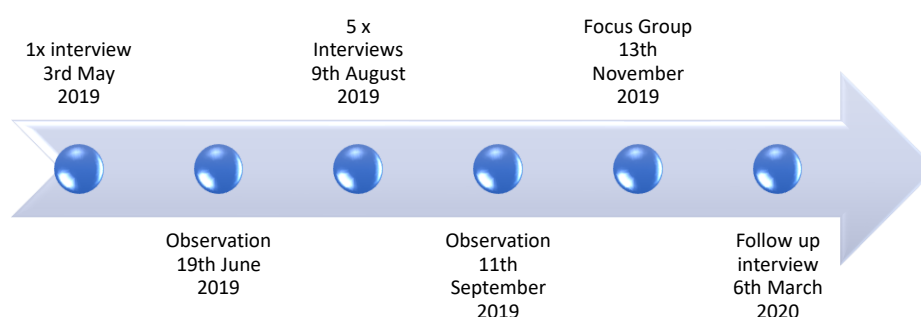 1x interview
3rd May
2019
Observation
19th June
2019
5 x
Interviews
9th August
2019
Observation
11th
September
2019
Focus Group
13th
November
2019
Follow up
interview
6th March
2020